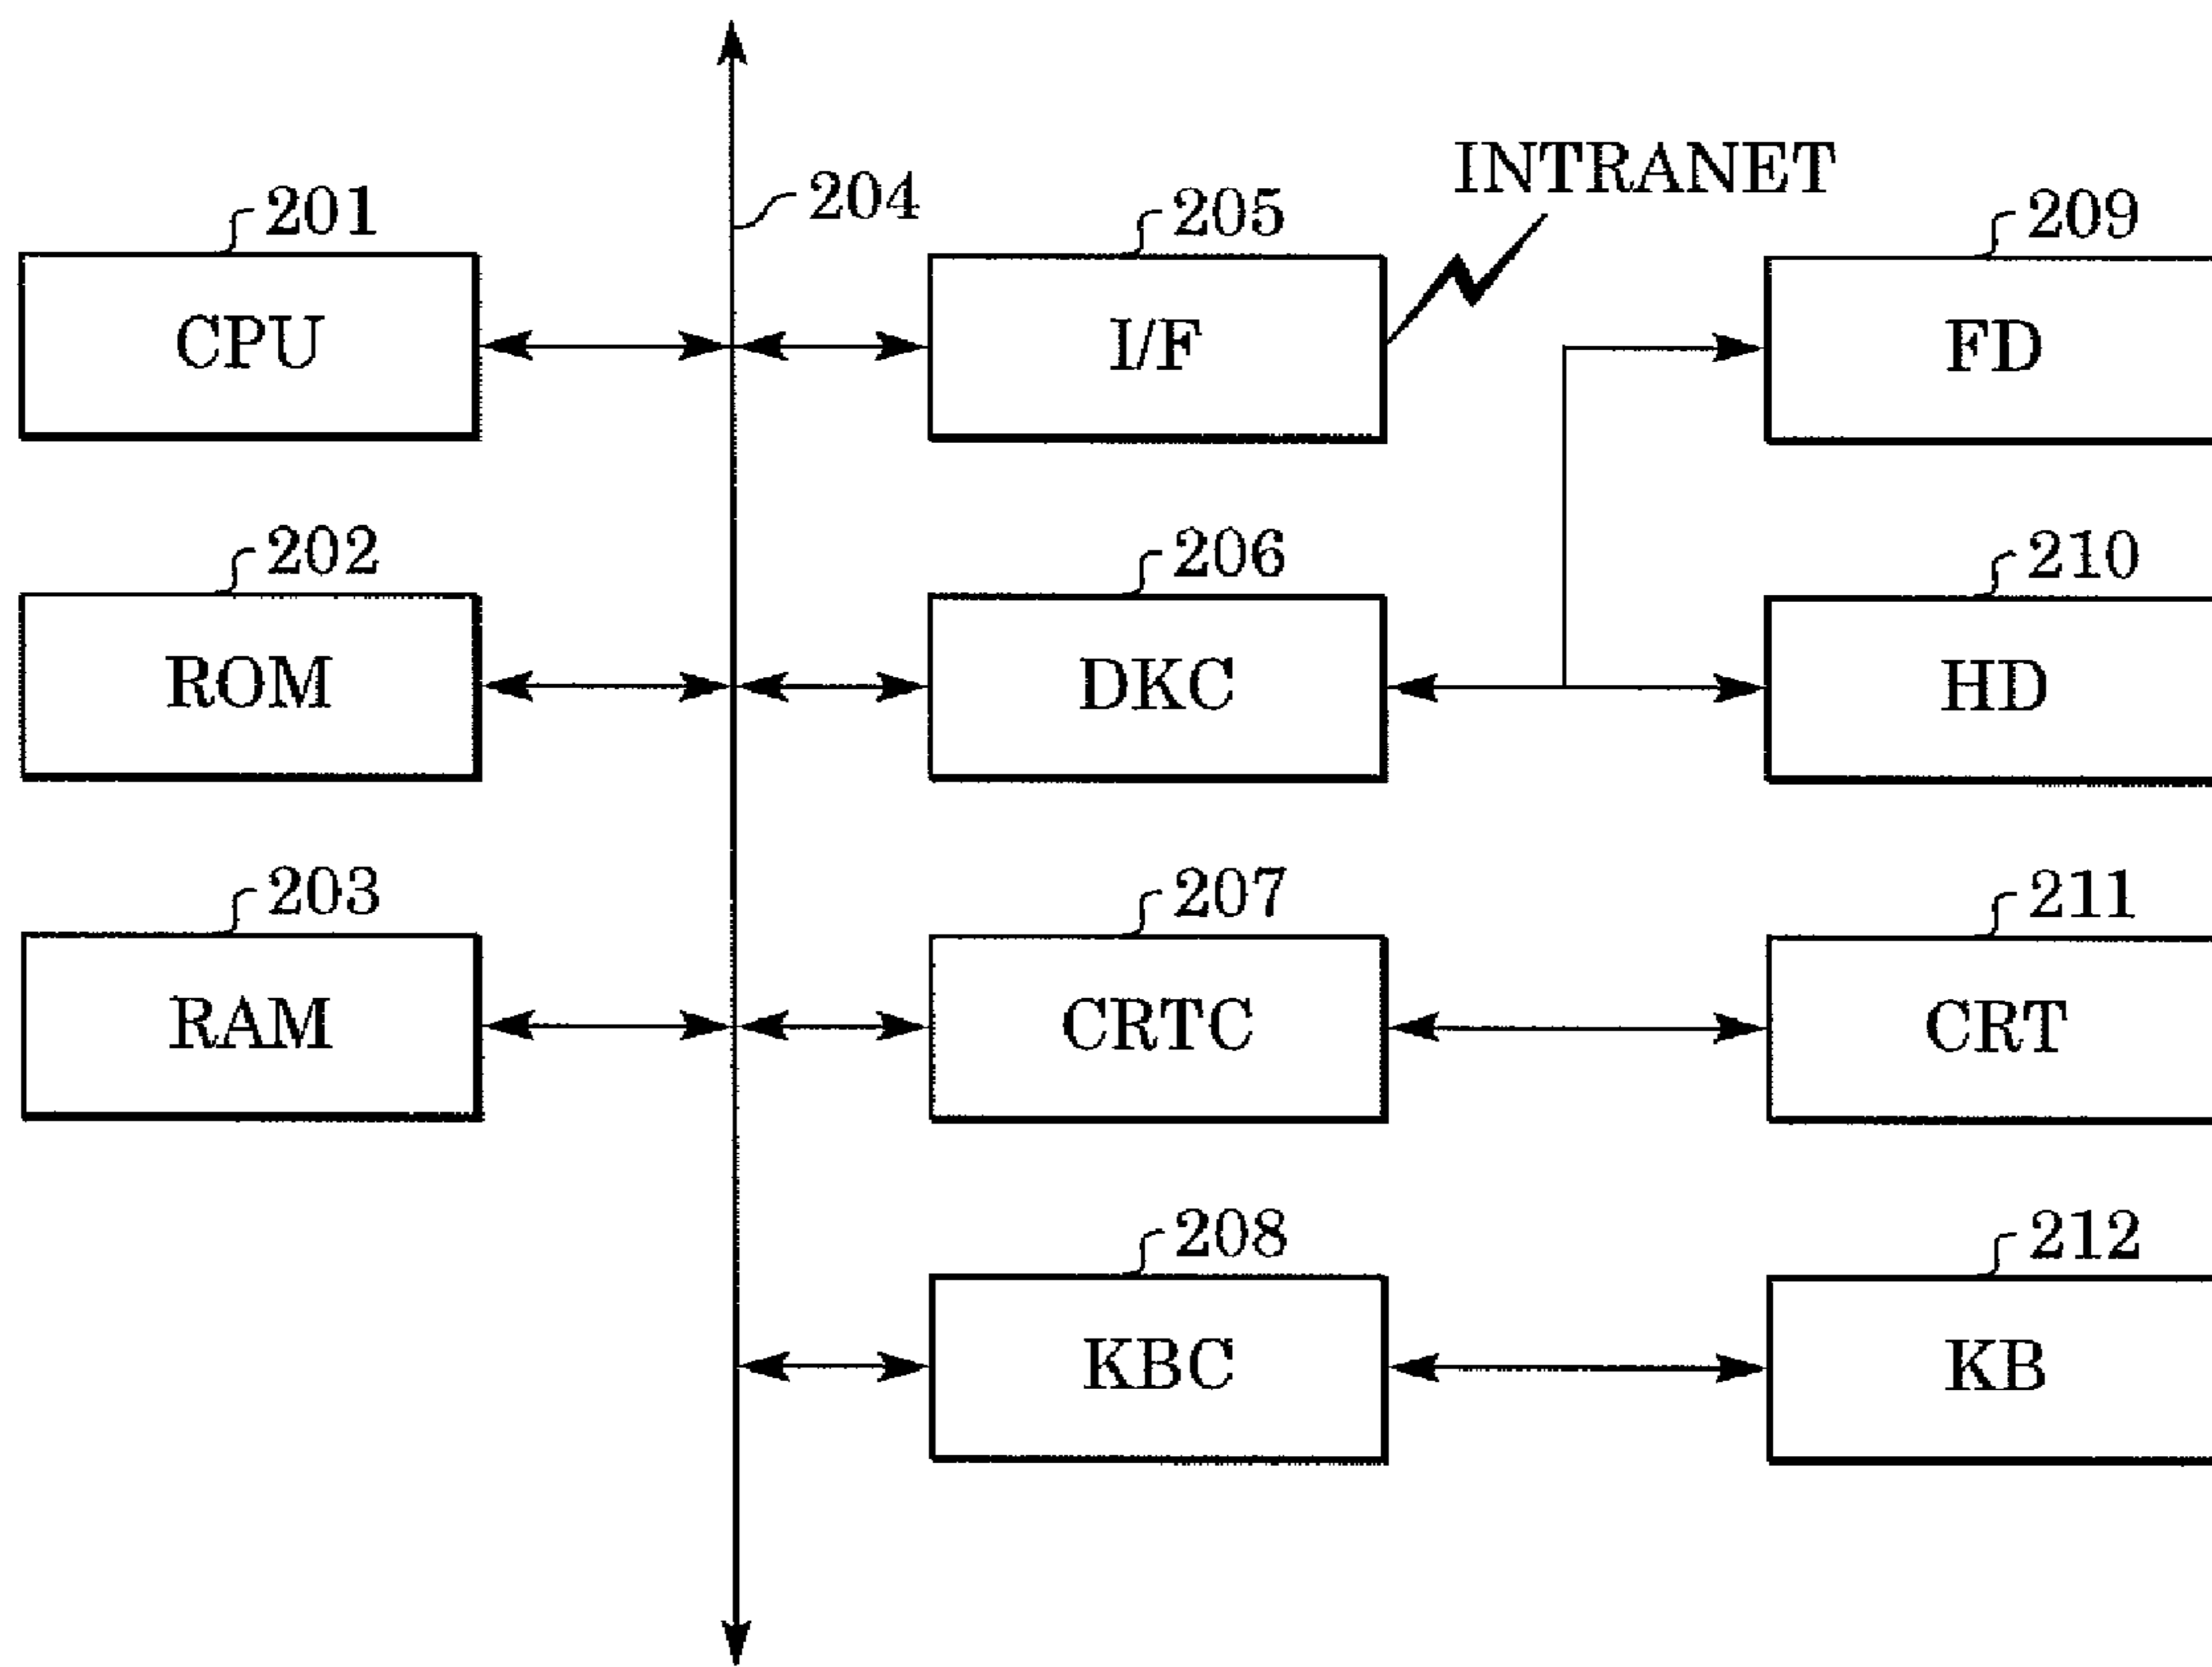 INTRANET
201
204
205
209
CPU
I/F
FD
202
206
210
ROM
DKC
HD
203
207
211
RAM
CRTC
CRT
208
212
KBC
KB